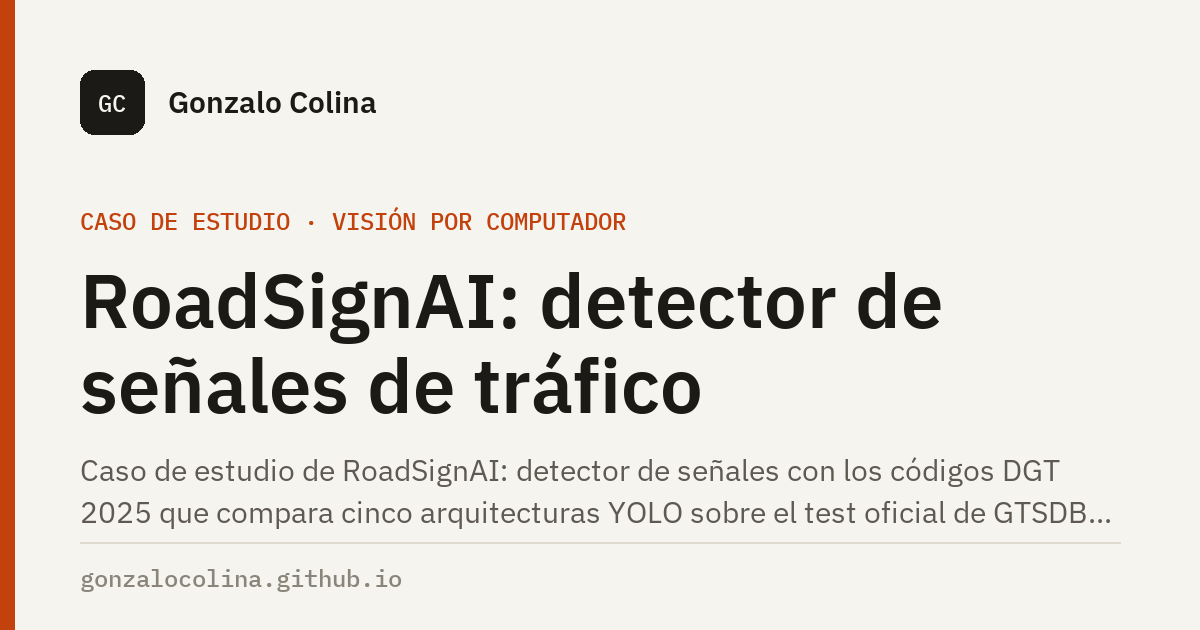 GC
Gonzalo Colina
CASO DE ESTUDIO · VISIÓN POR COMPUTADOR
RoadSignAI: detector de
señales de tráfico
Caso de estudio de RoadSignAI: detector de señales con los códigos DGT
2025 que compara cinco arquitecturas YOLO sobre el test oficial de GTSDB…
gonzalocolina.github.io